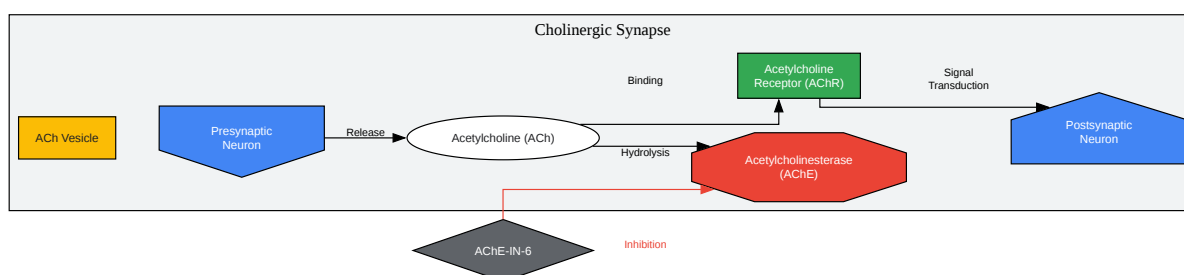 Cholinergic Synapse
ACh Vesicle
Presynaptic
Neuron
Release
Acetylcholine (ACh)
Binding
Hydrolysis
Acetylcholine
Receptor (AChR)
Acetylcholinesterase
(AChE)
Signal
Transduction
Postsynaptic
Neuron
AChE-IN-6
Inhibition